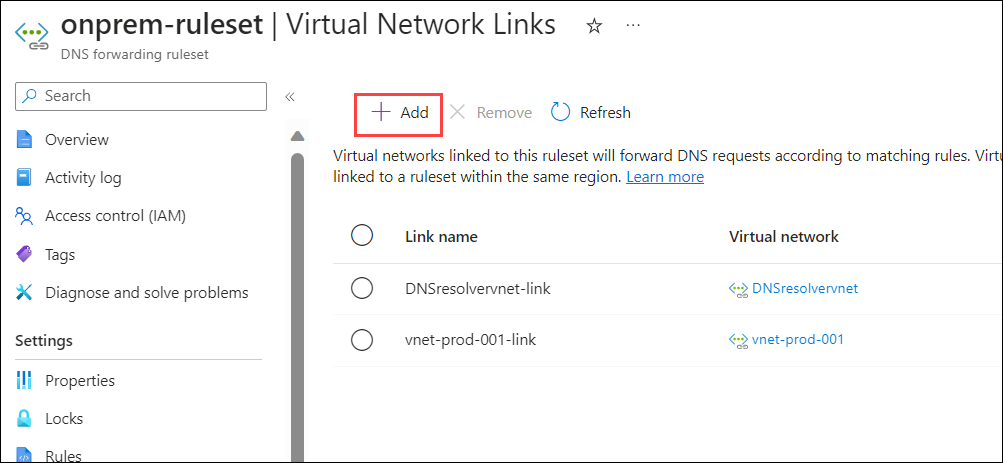 onprem-ruleset | Virtual Network Links
DNS forwarding ruleset
Search
Overview
Activity log
Access control (IAM)
Tags
Diagnose and solve problems
Settings
Properties
Locks
Rules
Add Remove Refresh
Virtual networks linked to this ruleset will forward DNS requests according to matching rules. Virtu
linked to a ruleset within the same region. Learn more
Link name Virtual network
DNSresolvervnet-link DNSresolvervnet
vnet-prod-001-link vnet-prod-001